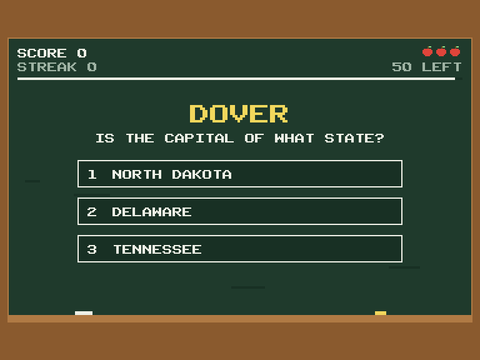 SCORE 0
STREAK 0
50 LEFT
DOVER
IS THE CAPITAL OF WHAT STATE?
1 NORTH DAKOTA
2 DELAWARE
3 TENNESSEE